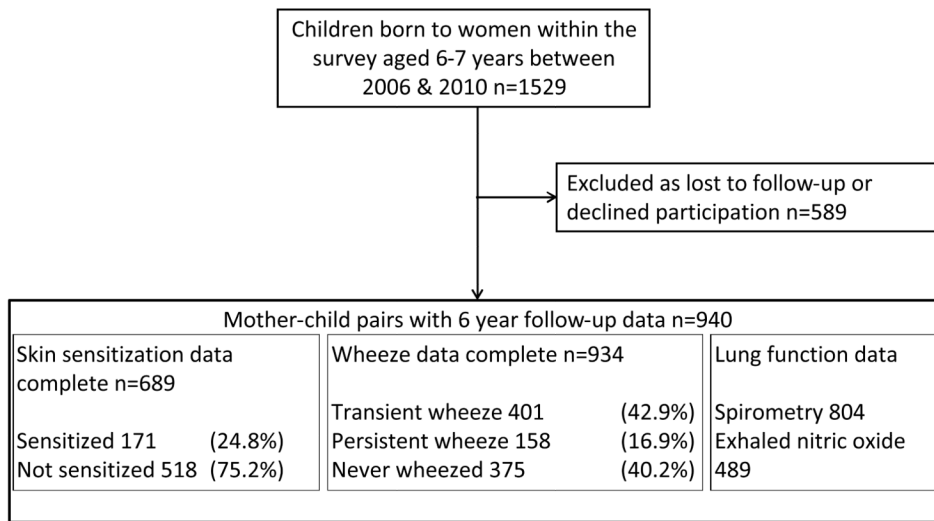 Children born to women within the
survey aged 6-7 years between
2006 & 2010 n=1529
Excluded as lost to follow-up or
declined participation n=589
Mother-child pairs with 6 year follow-up data n=940
Skin sensitization data
complete n=689
Sensitized 171 (24.8%)
Not sensitized 518 (75.2%)
Wheeze data complete n=934
Transient wheeze 401 (42.9%)
Persistent wheeze 158 (16.9%)
Never wheezed 375 (40.2%)
Lung function data
Spirometry 804
Exhaled nitric oxide
489